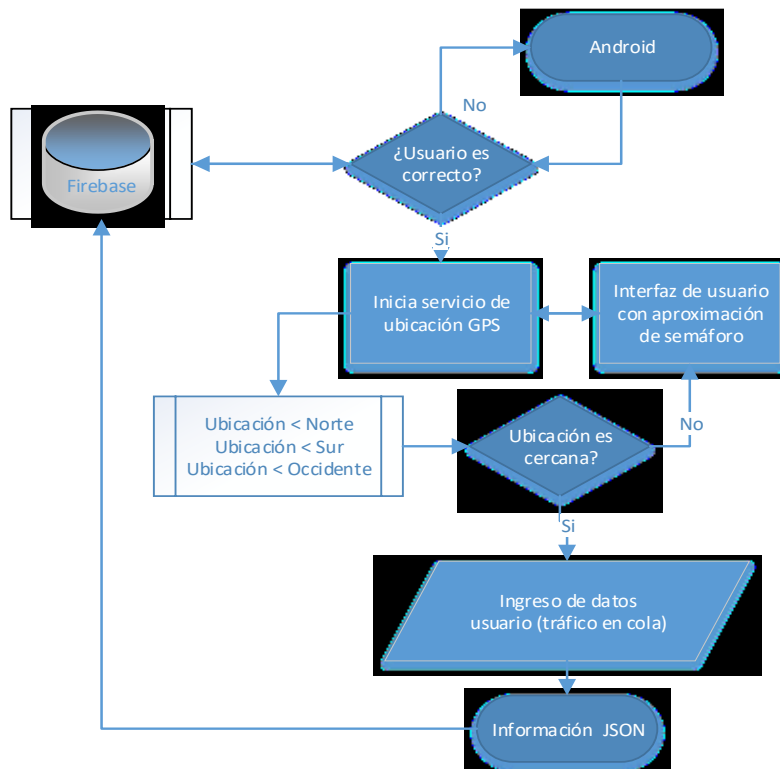 Android
No
¿Usuario es
correcto?
Firebase
Si
Inicia servicio de
ubicación GPS
Interfaz de usuario
con aproximación
de semáforo
Ubicación < Norte
Ubicación < Sur
Ubicación < Occidente
Ubicación es
cercana?
No
Si
Ingreso de datos
usuario (tráfico en cola)
Información JSON